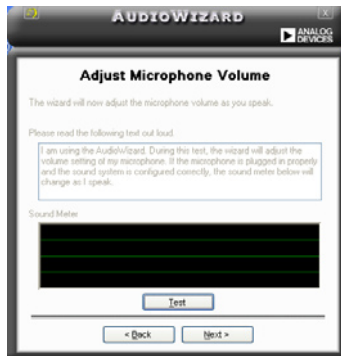 AUDIOWIZARD
ANALOG
DEVICES
Adjust Microphone Volume
The wizard will now adjust the microphone volume as you speak.
Please read the following text out loud
I am using the AudioWizard. During this test, the wizard will adjust the
volume setting of my microphone. If the microphone is plugged in properly
and the sound system is configured correctly, the sound meter below will
change as I speak.
Sound Meter
Test
< Back
Next >